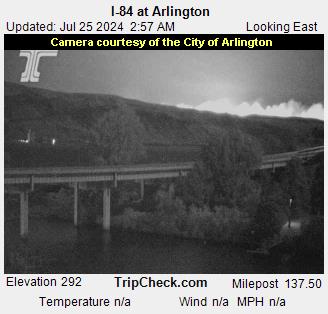 I-84 at Arlington
Updated: Jul 25 2024 2:57 AM Looking East
Camera courtesy of the City of Arlington
Elevation 292 TripCheck.com Milepost 137.50
Temperature n/a Wind n/a MPH n/a